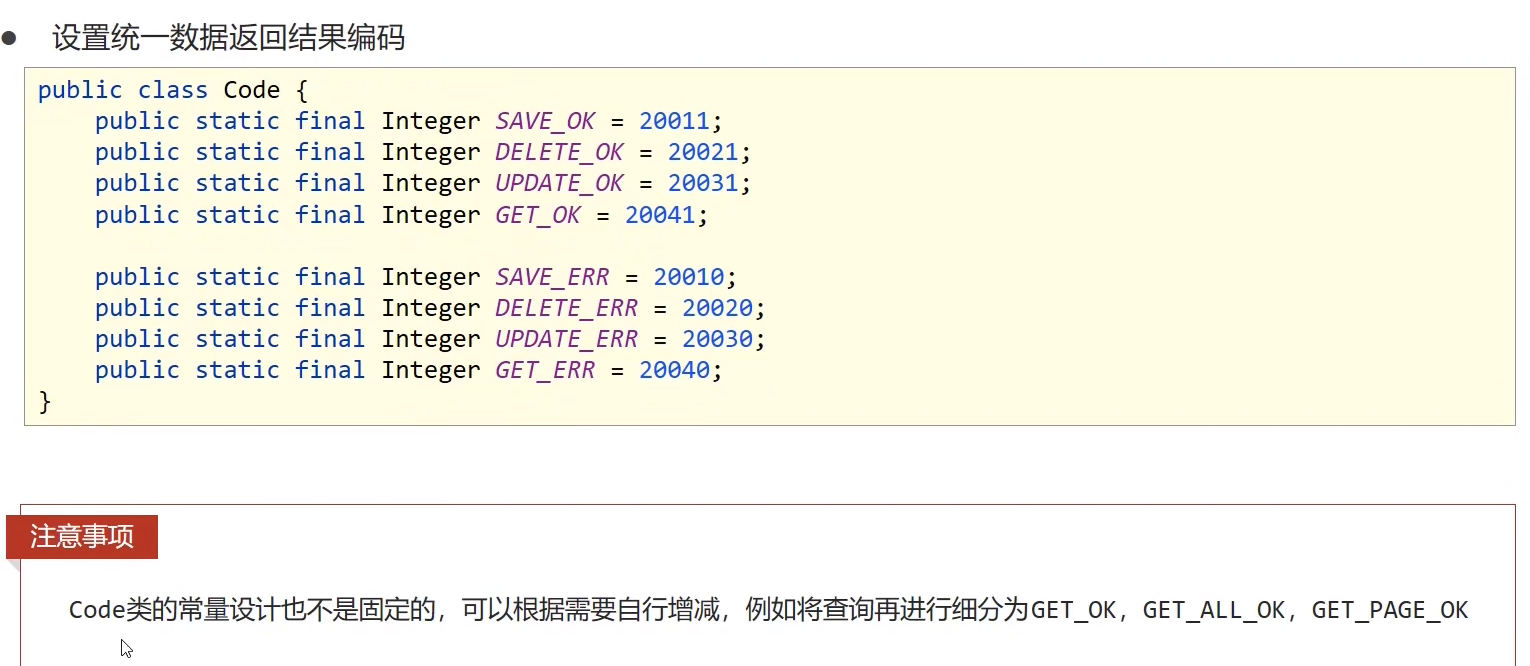 设置统一数据返回结果编码
public class Code {
    public static final Integer SAVE_OK = 20011;
    public static final Integer DELETE_OK = 20021;
    public static final Integer UPDATE_OK = 20031;
    public static final Integer GET_OK = 20041;
    public static final Integer SAVE_ERR = 20010;
    public static final Integer DELETE_ERR = 20020;
    public static final Integer UPDATE_ERR = 20030;
    public static final Integer GET_ERR = 20040;
}
注意事项
Code类的常量设计也不是固定的，可以根据需要自行增减，例如将查询再进行细分为GET_OK，GET_ALL_OK，GET_PAGE_OK